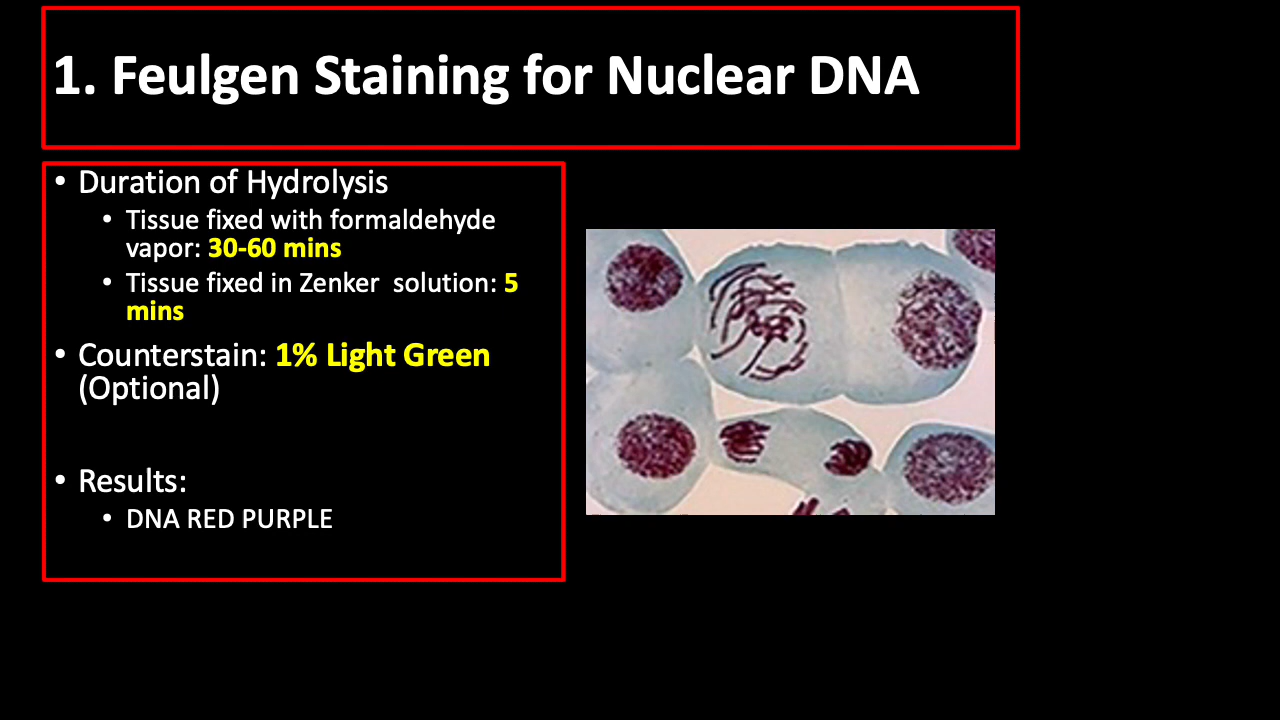 1. Feulgen Staining for Nuclear DNA
• Duration of Hydrolysis
• Tissue fixed with formaldehyde
vapor: 30-60 mins
• Tissue fixed in Zenker  solution: 5
mins
• Counterstain: 1% Light Green
(Optional)
• Results:
• DNA RED PURPLE